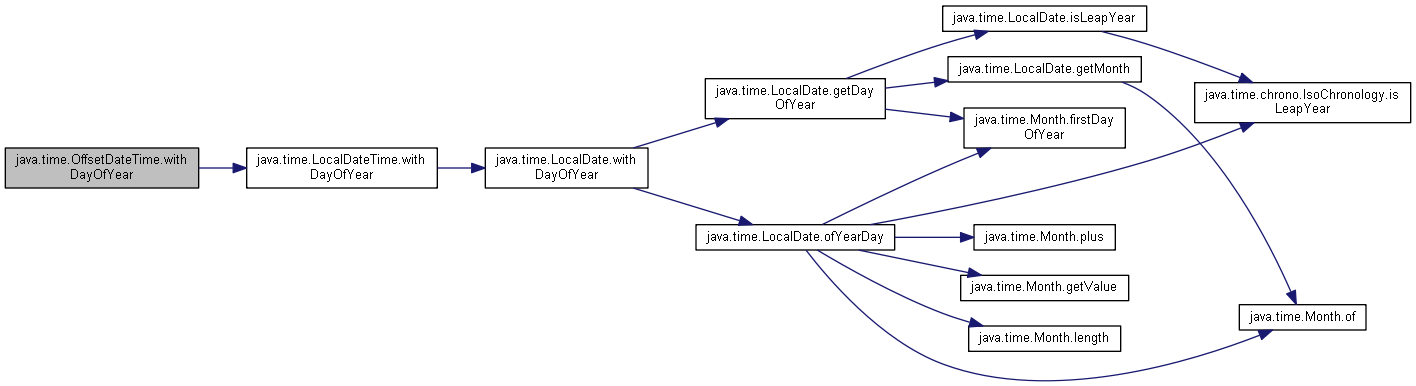 java.time.OffsetDateTime.with
DayOfYear
java.time.LocalDateTime.with
DayOfYear
java.time.LocalDate.with
DayOfYear
java.time.LocalDate.getDay
OfYear
java.time.LocalDate.isLeapYear
java.time.LocalDate.getMonth
java.time.Month.firstDay
OfYear
java.time.chrono.IsoChronology.is
LeapYear
java.time.LocalDate.ofYearDay
java.time.Month.plus
java.time.Month.getValue
java.time.Month.length
java.time.Month.of